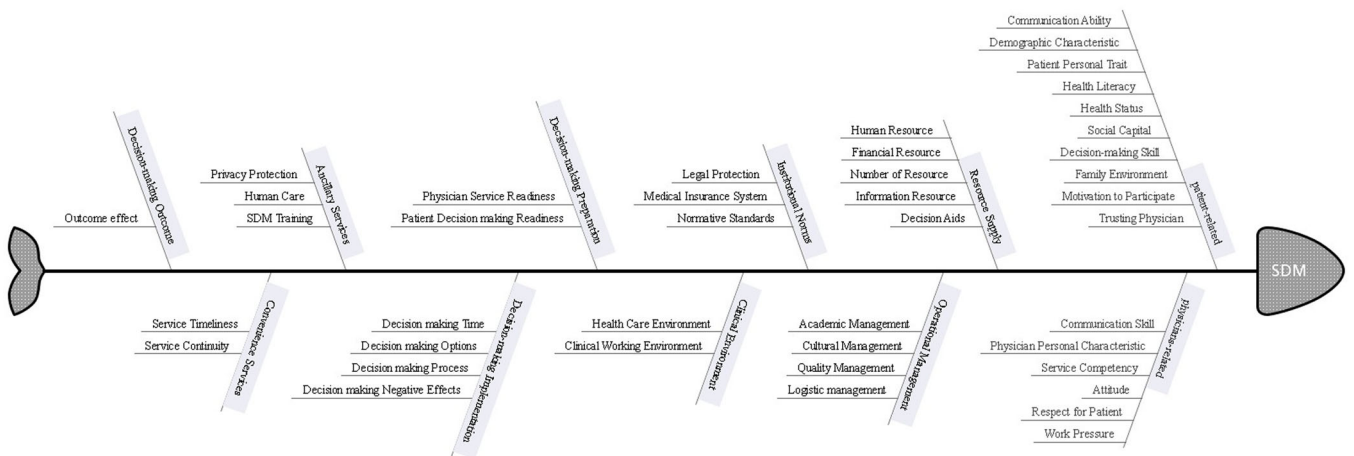 Communication Ability
Demographic Characteristic
Patient Personal Trait
Health Literacy
Health Status
Social Capital
Decision-making Skill
Family Environment
Motivation to Participate
Trusting Physician
patient-related
Human Resource
Financial Resource
Number of Resource
Information Resource
Decision Aids
Resource Supply
Legal Protection
Medical Insurance System
Normative Standards
Institutional Norms
Physician Service Readiness
Patient Decision making Readiness
Decision-making Preparation
Privacy Protection
Human Care
SDM Training
Ancillary Services
Outcome effect
Decision-making Outcome
SDM
Service Timeliness
Service Continuity
Convenience Services
Decision making Time
Decision making Options
Decision making Process
Decision making Negative Effects
Decision-making Implementation
Health Care Environment
Clinical Working Environment
Clinical Environment
Academic Management
Cultural Management
Quality Management
Logistic management
Operational Management
Communication Skill
Physician Personal Characteristic
Service Competency
Attitude
Respect for Patient
Work Pressure
physicians-related